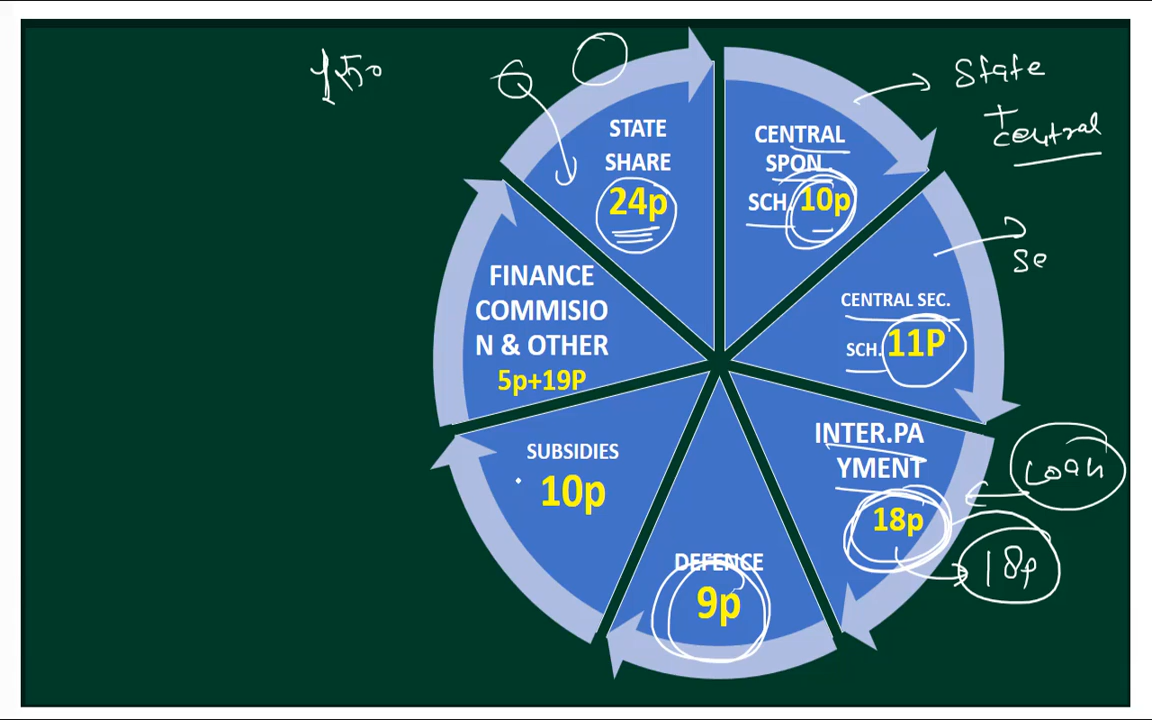 STATE
SHARE
24p
CENTRAL
SPON.
SCH. 10p
State
+
central
CENTRAL SEC.
SCH. 11P
Se
INTER.PA
YMENT
18p
Loan
18p
DEFENCE
9p
SUBSIDIES
10p
FINANCE
COMMISIO
N & OTHER
5p+19P